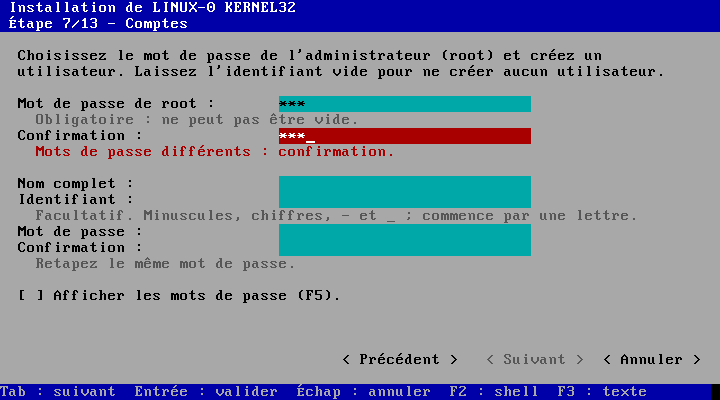 Installation de LINUX-0 KERNEL32
Étape 7/13 - Comptes
Choisissez le mot de passe de l'administrateur (root) et créez un
utilisateur. Laissez l'identifiant vide pour ne créer aucun utilisateur.
Mot de passe de root : ***
Obligatoire : ne peut pas être vide.
Confirmation : ***_
Mots de passe différents : confirmation.
Nom complet :
Identifiant :
Facultatif. Minuscules, chiffres, - et _ ; commence par une lettre.
Mot de passe :
Confirmation :
Retapez le même mot de passe.
[ ] Afficher les mots de passe (F5).
< Précédent > < Suivant > < Annuler >
Tab : suivant Entrée : valider Échap : annuler F2 : shell F3 : texte